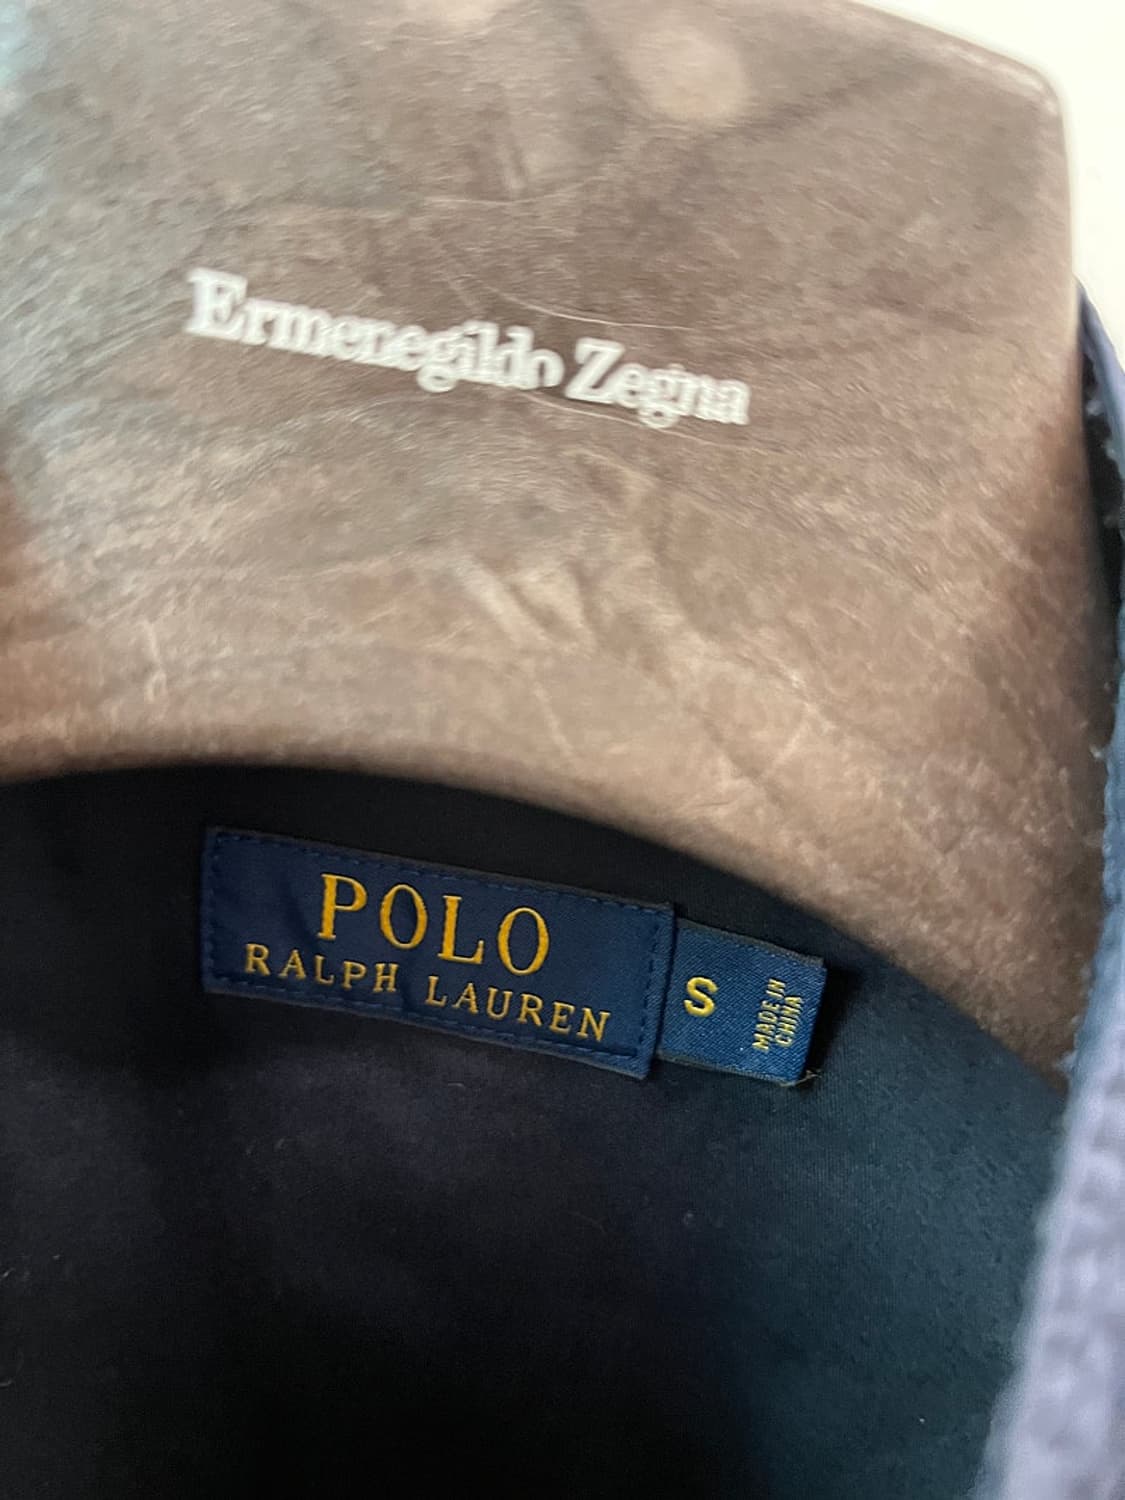 Ermenegildo Zegna
POLO
RALPH LAUREN
S
MADE IN
CHINA